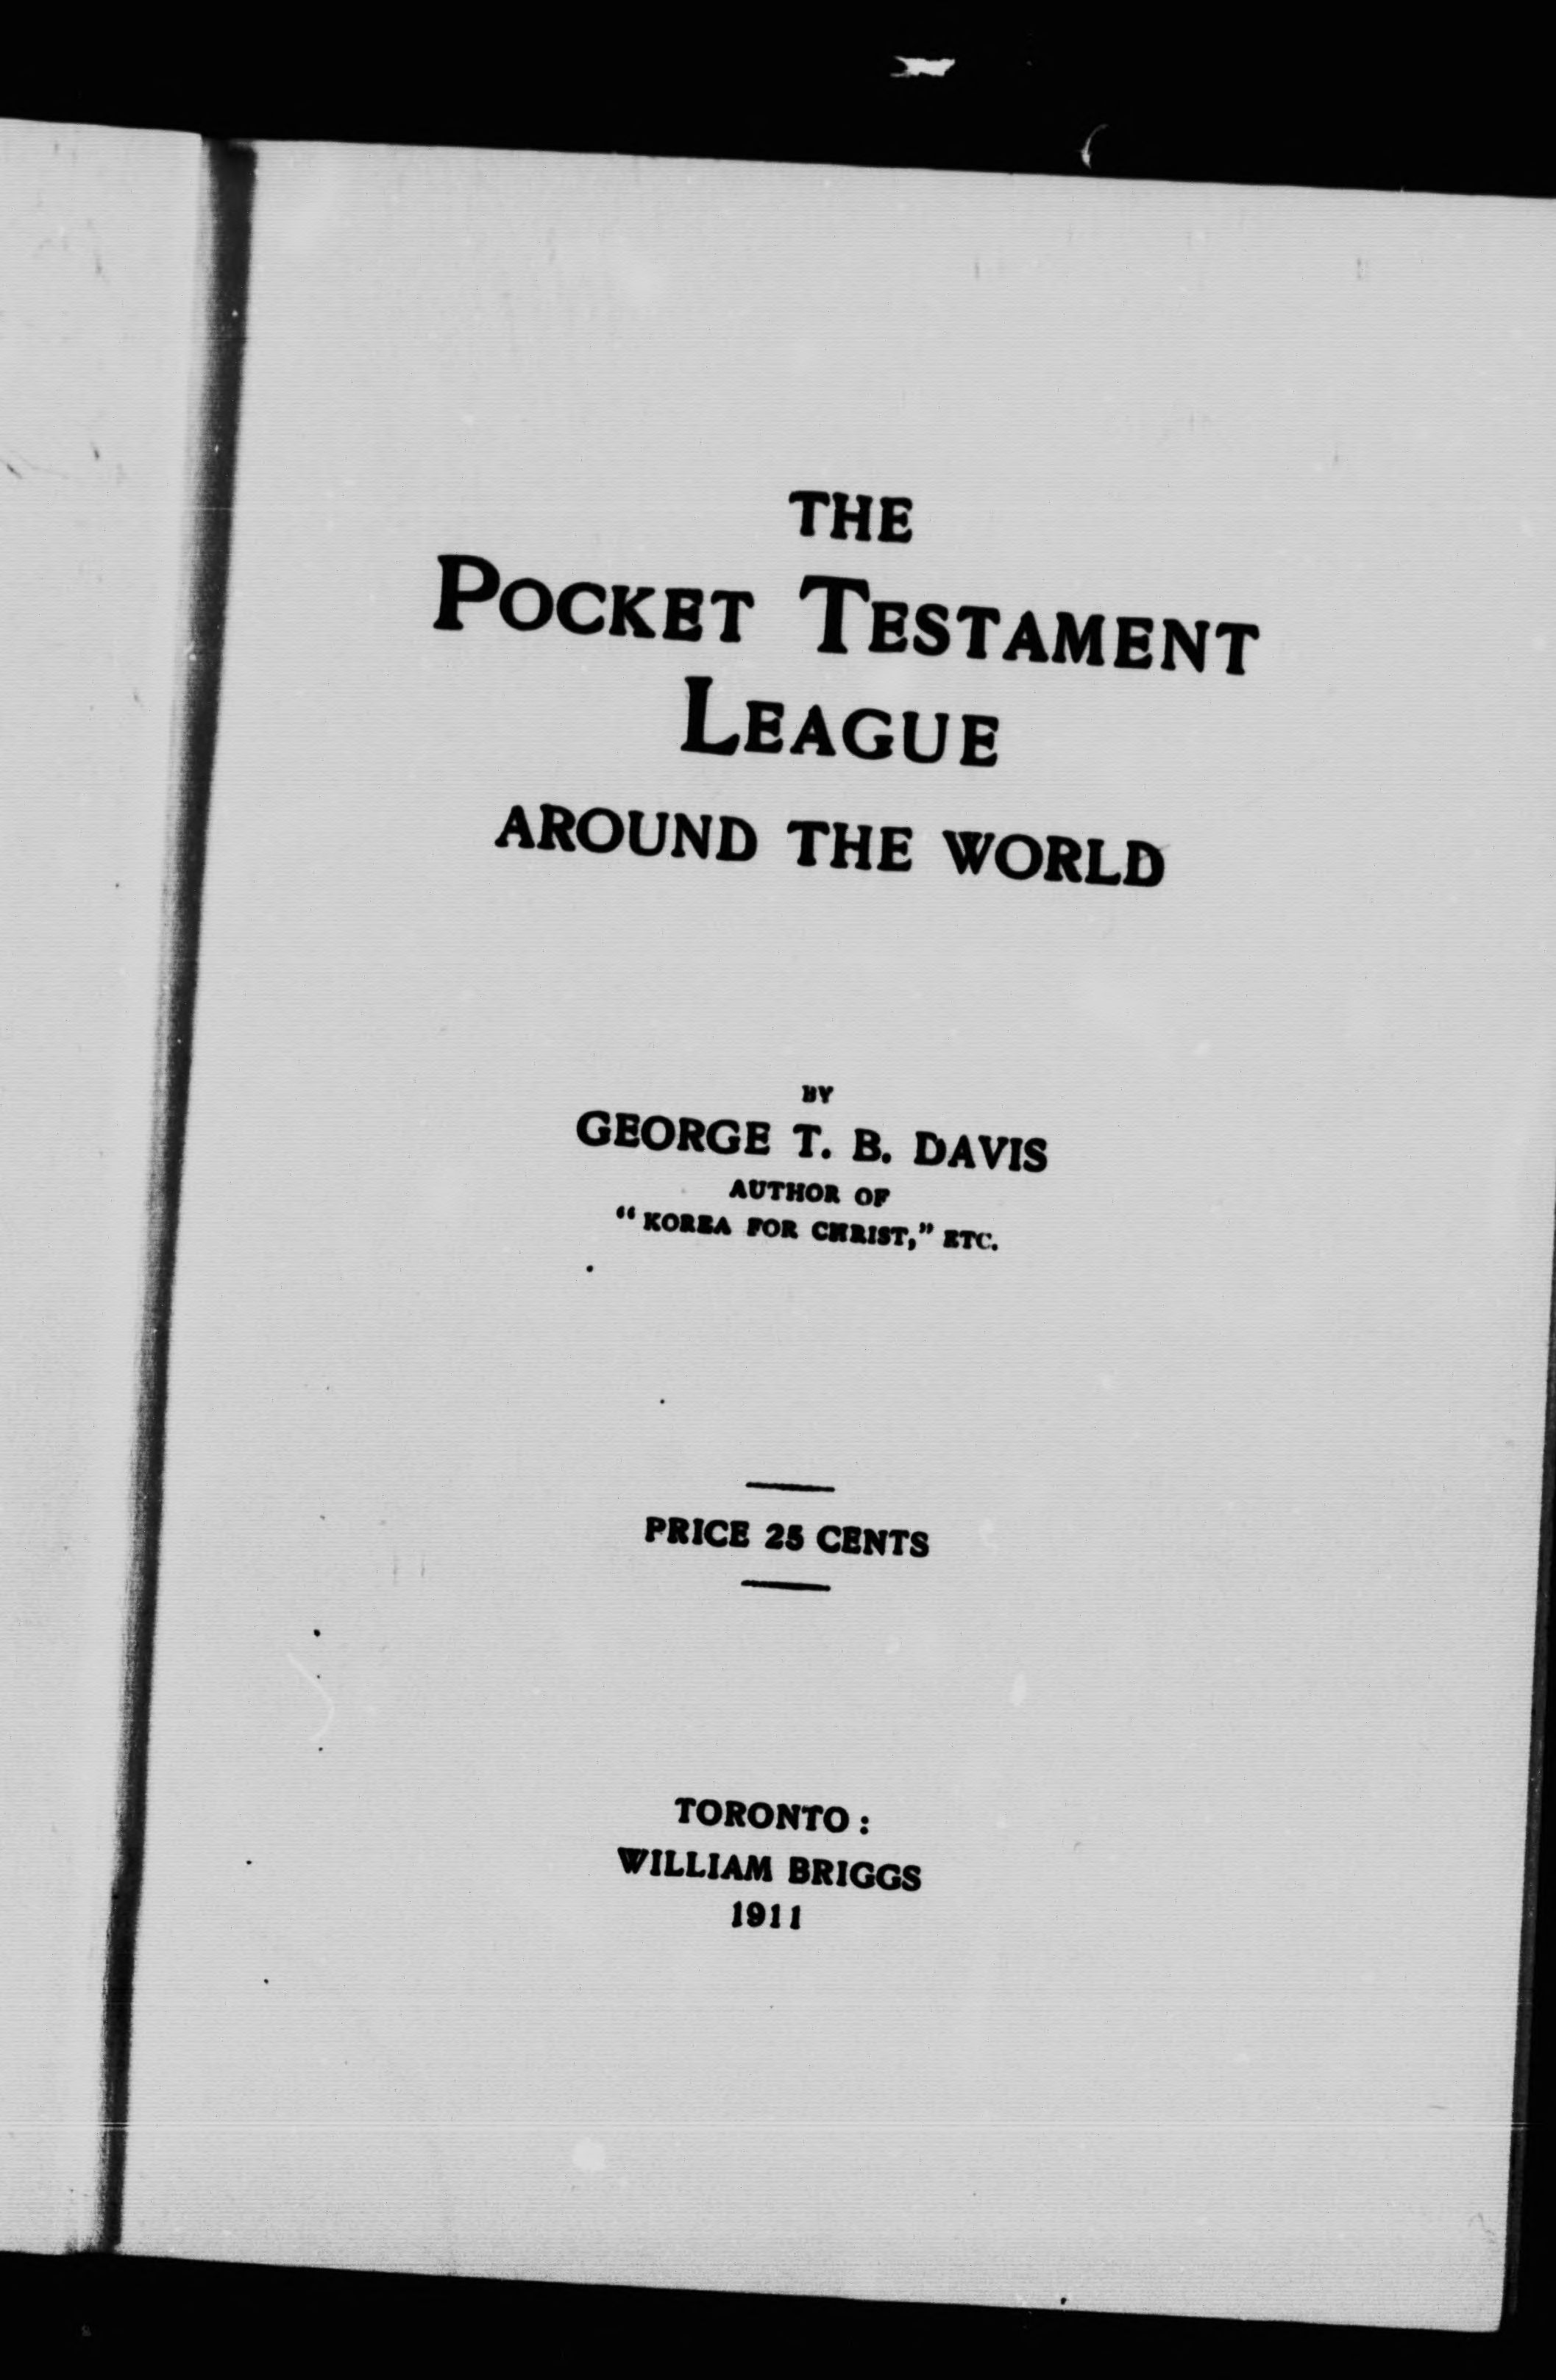 THE
POCKET TESTAMENT
LEAGUE
AROUND THE WORLD
BY
GEORGE T. B. DAVIS
AUTHOR OF
“KOREA FOR CHRIST,” ETC.
PRICE 25 CENTS
TORONTO:
WILLIAM BRIGGS
1911